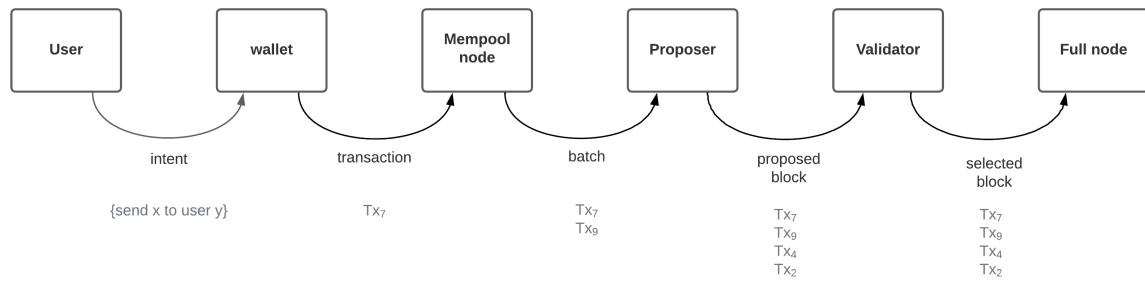 User
wallet
Mempool
node
Proposer
Validator
Full node
intent
transaction
batch
proposed
block
selected
block
{send x to user y}
Tx₇
Tx₇
Tx₉
Tx₇
Tx₉
Tx₄
Tx₂
Tx₇
Tx₉
Tx₄
Tx₂